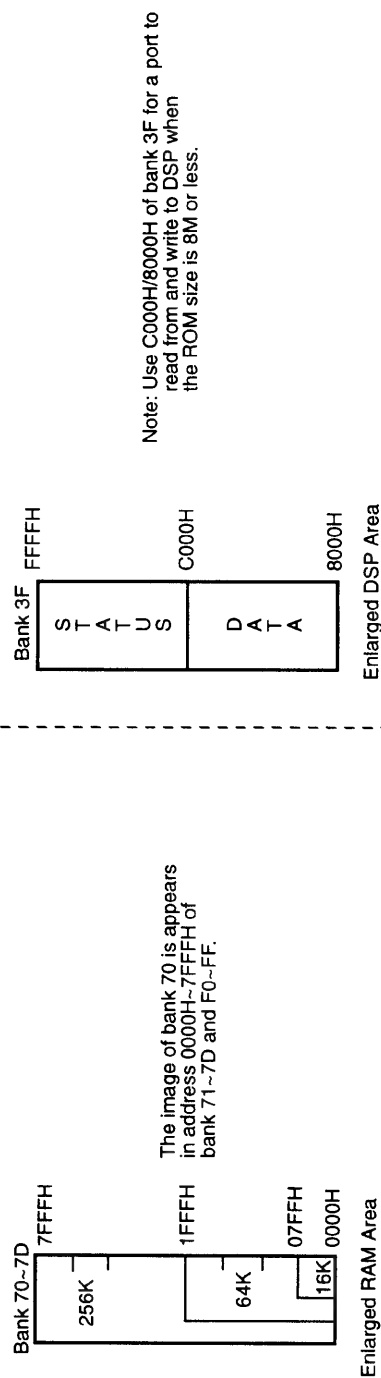 Bank 70~7D
7FFFH
256K
1FFFH
64K
07FFH
16K
0000H
The image of bank 70 is appears
in address 0000H~7FFFH of
bank 71~7D and F0~FF.
Enlarged RAM Area
Bank 3F
FFFFH
STATUS
C000H
DATA
8000H
Note: Use C000H/8000H of bank 3F for a port to
read from and write to DSP when
the ROM size is 8M or less.
Enlarged DSP Area